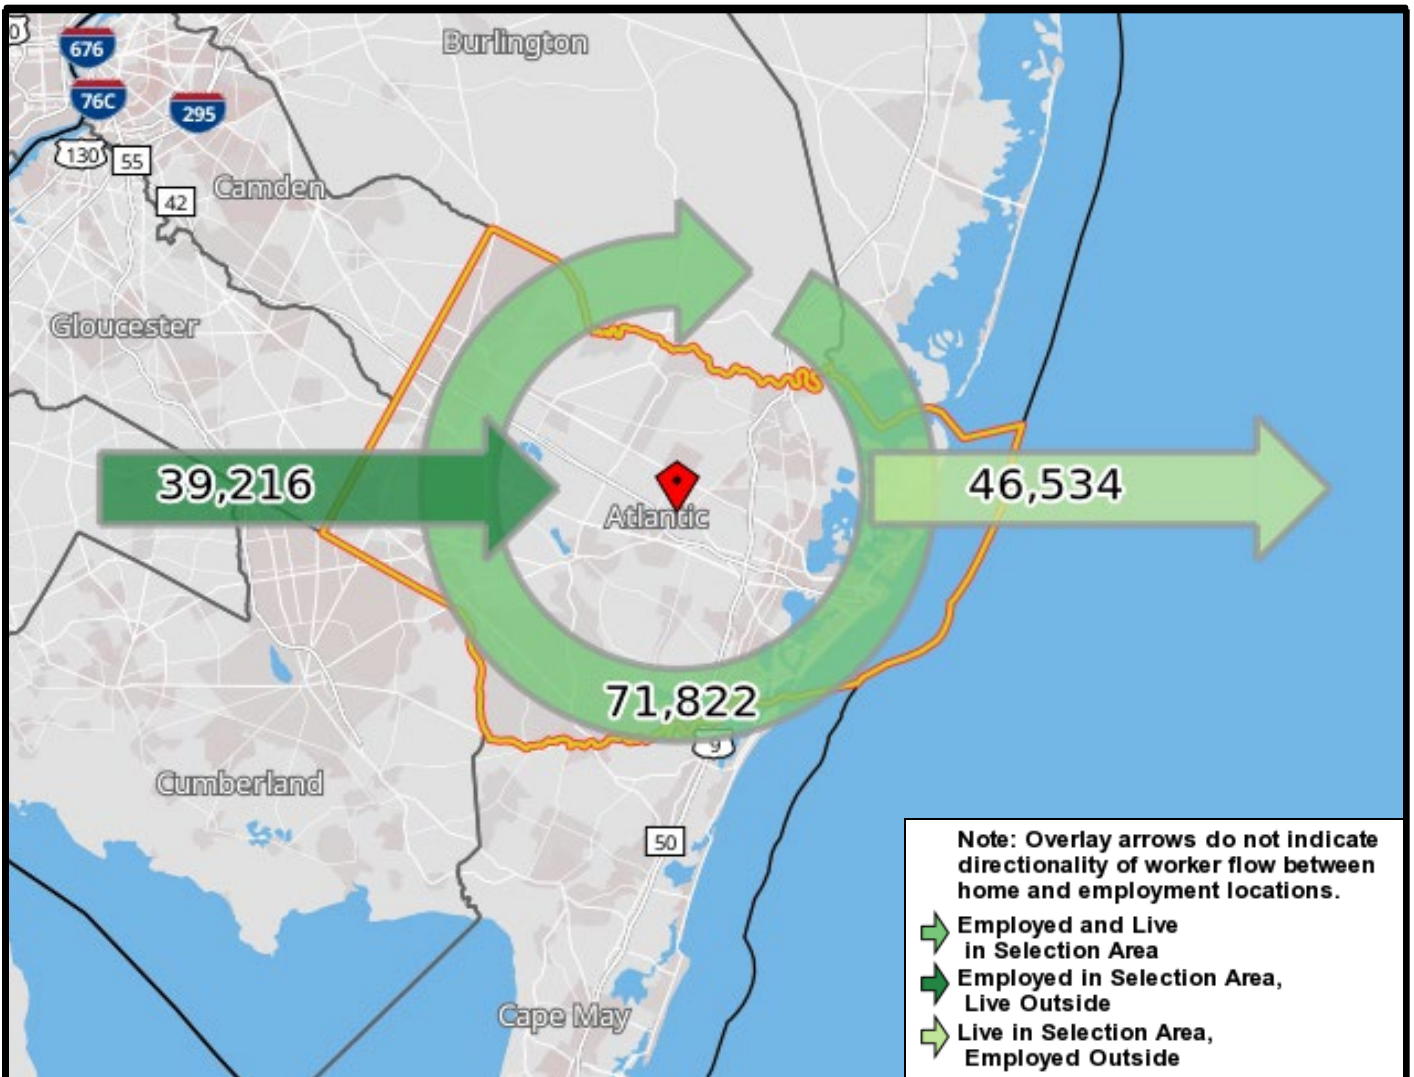 0
676
Burlington
76C
295
130
55
Camden
42
Gloucester
39,216
46,534
Atlantic
71,822
9
Cumberland
50
Cape May
Note: Overlay arrows do not indicate
directionality of worker flow between
home and employment locations.
Employed and Live
in Selection Area
Employed in Selection Area,
Live Outside
Live in Selection Area,
Employed Outside